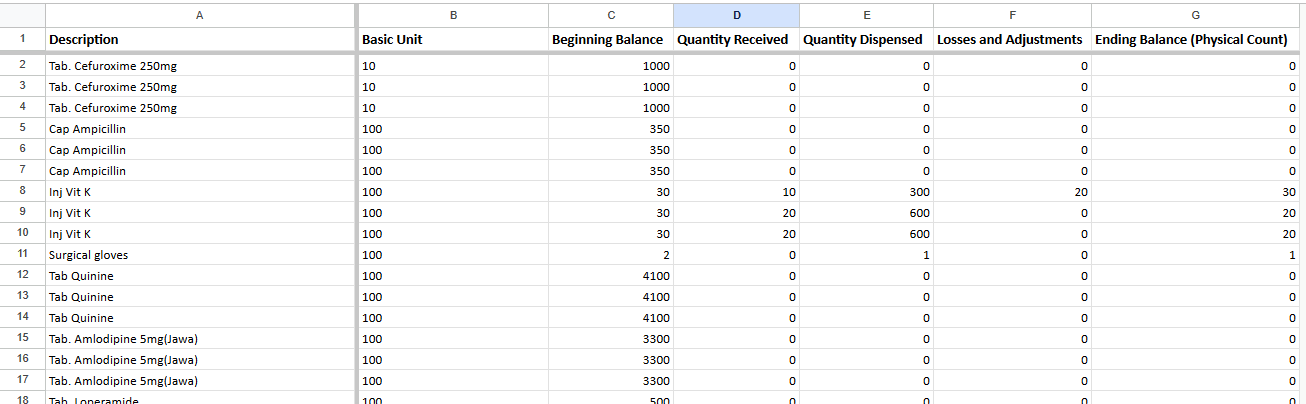 A B C D E F G
1 Description Basic Unit Beginning Balance Quantity Received Quantity Dispensed Losses and Adjustments Ending Balance (Physical Count)
2 Tab. Cefuroxime 250mg 10 1000 0 0 0 0
3 Tab. Cefuroxime 250mg 10 1000 0 0 0 0
4 Tab. Cefuroxime 250mg 10 1000 0 0 0 0
5 Cap Ampicillin 100 350 0 0 0 0
6 Cap Ampicillin 100 350 0 0 0 0
7 Cap Ampicillin 100 350 0 0 0 0
8 Inj Vit K 100 30 10 300 20 30
9 Inj Vit K 100 30 20 600 0 20
10 Inj Vit K 100 30 20 600 0 20
11 Surgical gloves 100 2 0 1 0 1
12 Tab Quinine 100 4100 0 0 0 0
13 Tab Quinine 100 4100 0 0 0 0
14 Tab Quinine 100 4100 0 0 0 0
15 Tab. Amlodipine 5mg(Jawa) 100 3300 0 0 0 0
16 Tab. Amlodipine 5mg(Jawa) 100 3300 0 0 0 0
17 Tab. Amlodipine 5mg(Jawa) 100 3300 0 0 0 0
18 Tab. Loperamide 100 500 0 0 0 0